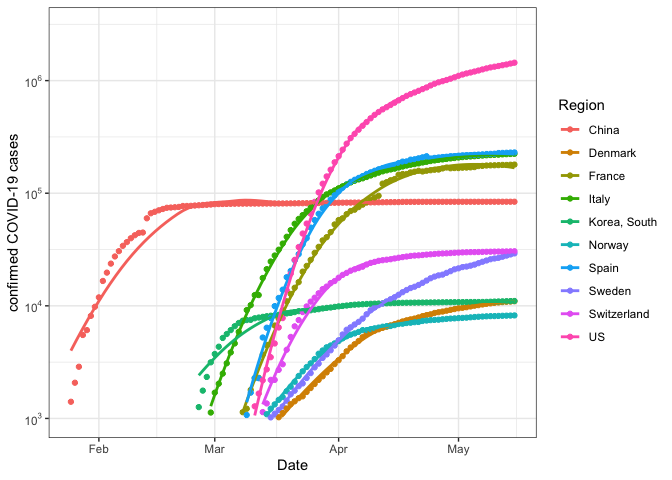 10^6
10^5
10^4
10^3
confirmed COVID-19 cases
Feb Mar Apr May
Date
Region
China
Denmark
France
Italy
Korea, South
Norway
Spain
Sweden
Switzerland
US